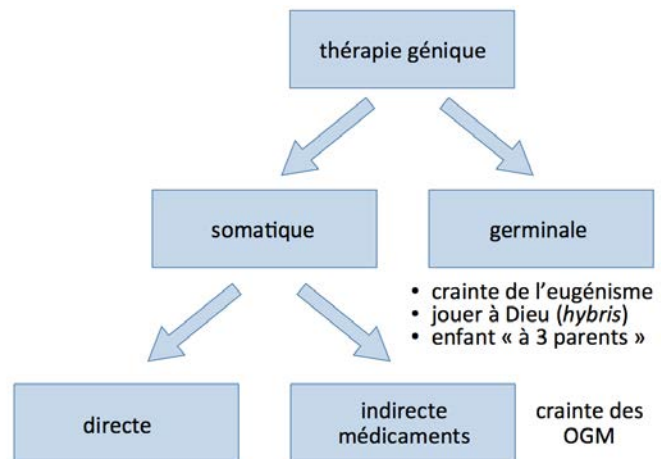 thérapie génique
somatique
germinale
• crainte de l’eugénisme
• jouer à Dieu (hybris)
• enfant « à 3 parents »
directe
indirecte
médicaments
crainte des
OGM